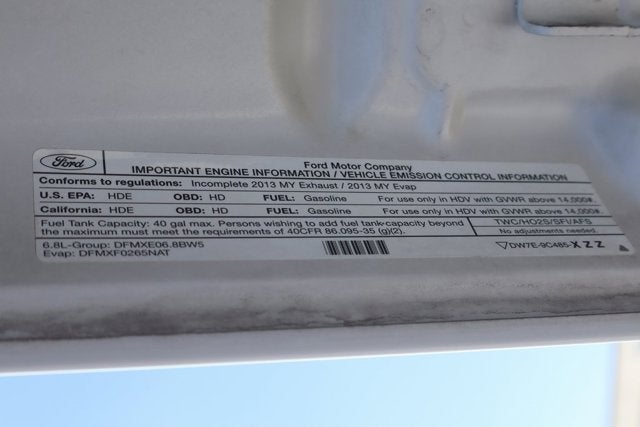 Ford
Ford Motor Company
IMPORTANT ENGINE INFORMATION / VEHICLE EMISSION CONTROL INFORMATION
Conforms to regulations: Incomplete 2013 MY Exhaust / 2013 MY Evap
U.S. EPA: HDE OBD: HD FUEL: Gasoline For use only in HDV with GVWR above 14,000#.
California: HDE OBD: HD FUEL: Gasoline For use only in HDV with GVWR above 14,000#.
Fuel Tank Capacity: 40 gal max. Persons wishing to add fuel tank capacity beyond
the maximum must meet the requirements of 40CFR 86.095-35 (g)(2).
TWC/HO2S/SFI/AFS
No adjustments needed.
6.8L-Group: DFMXE06.8BW5
Evap: DFMXF0265NAT
DW7E-9C485-XZZ